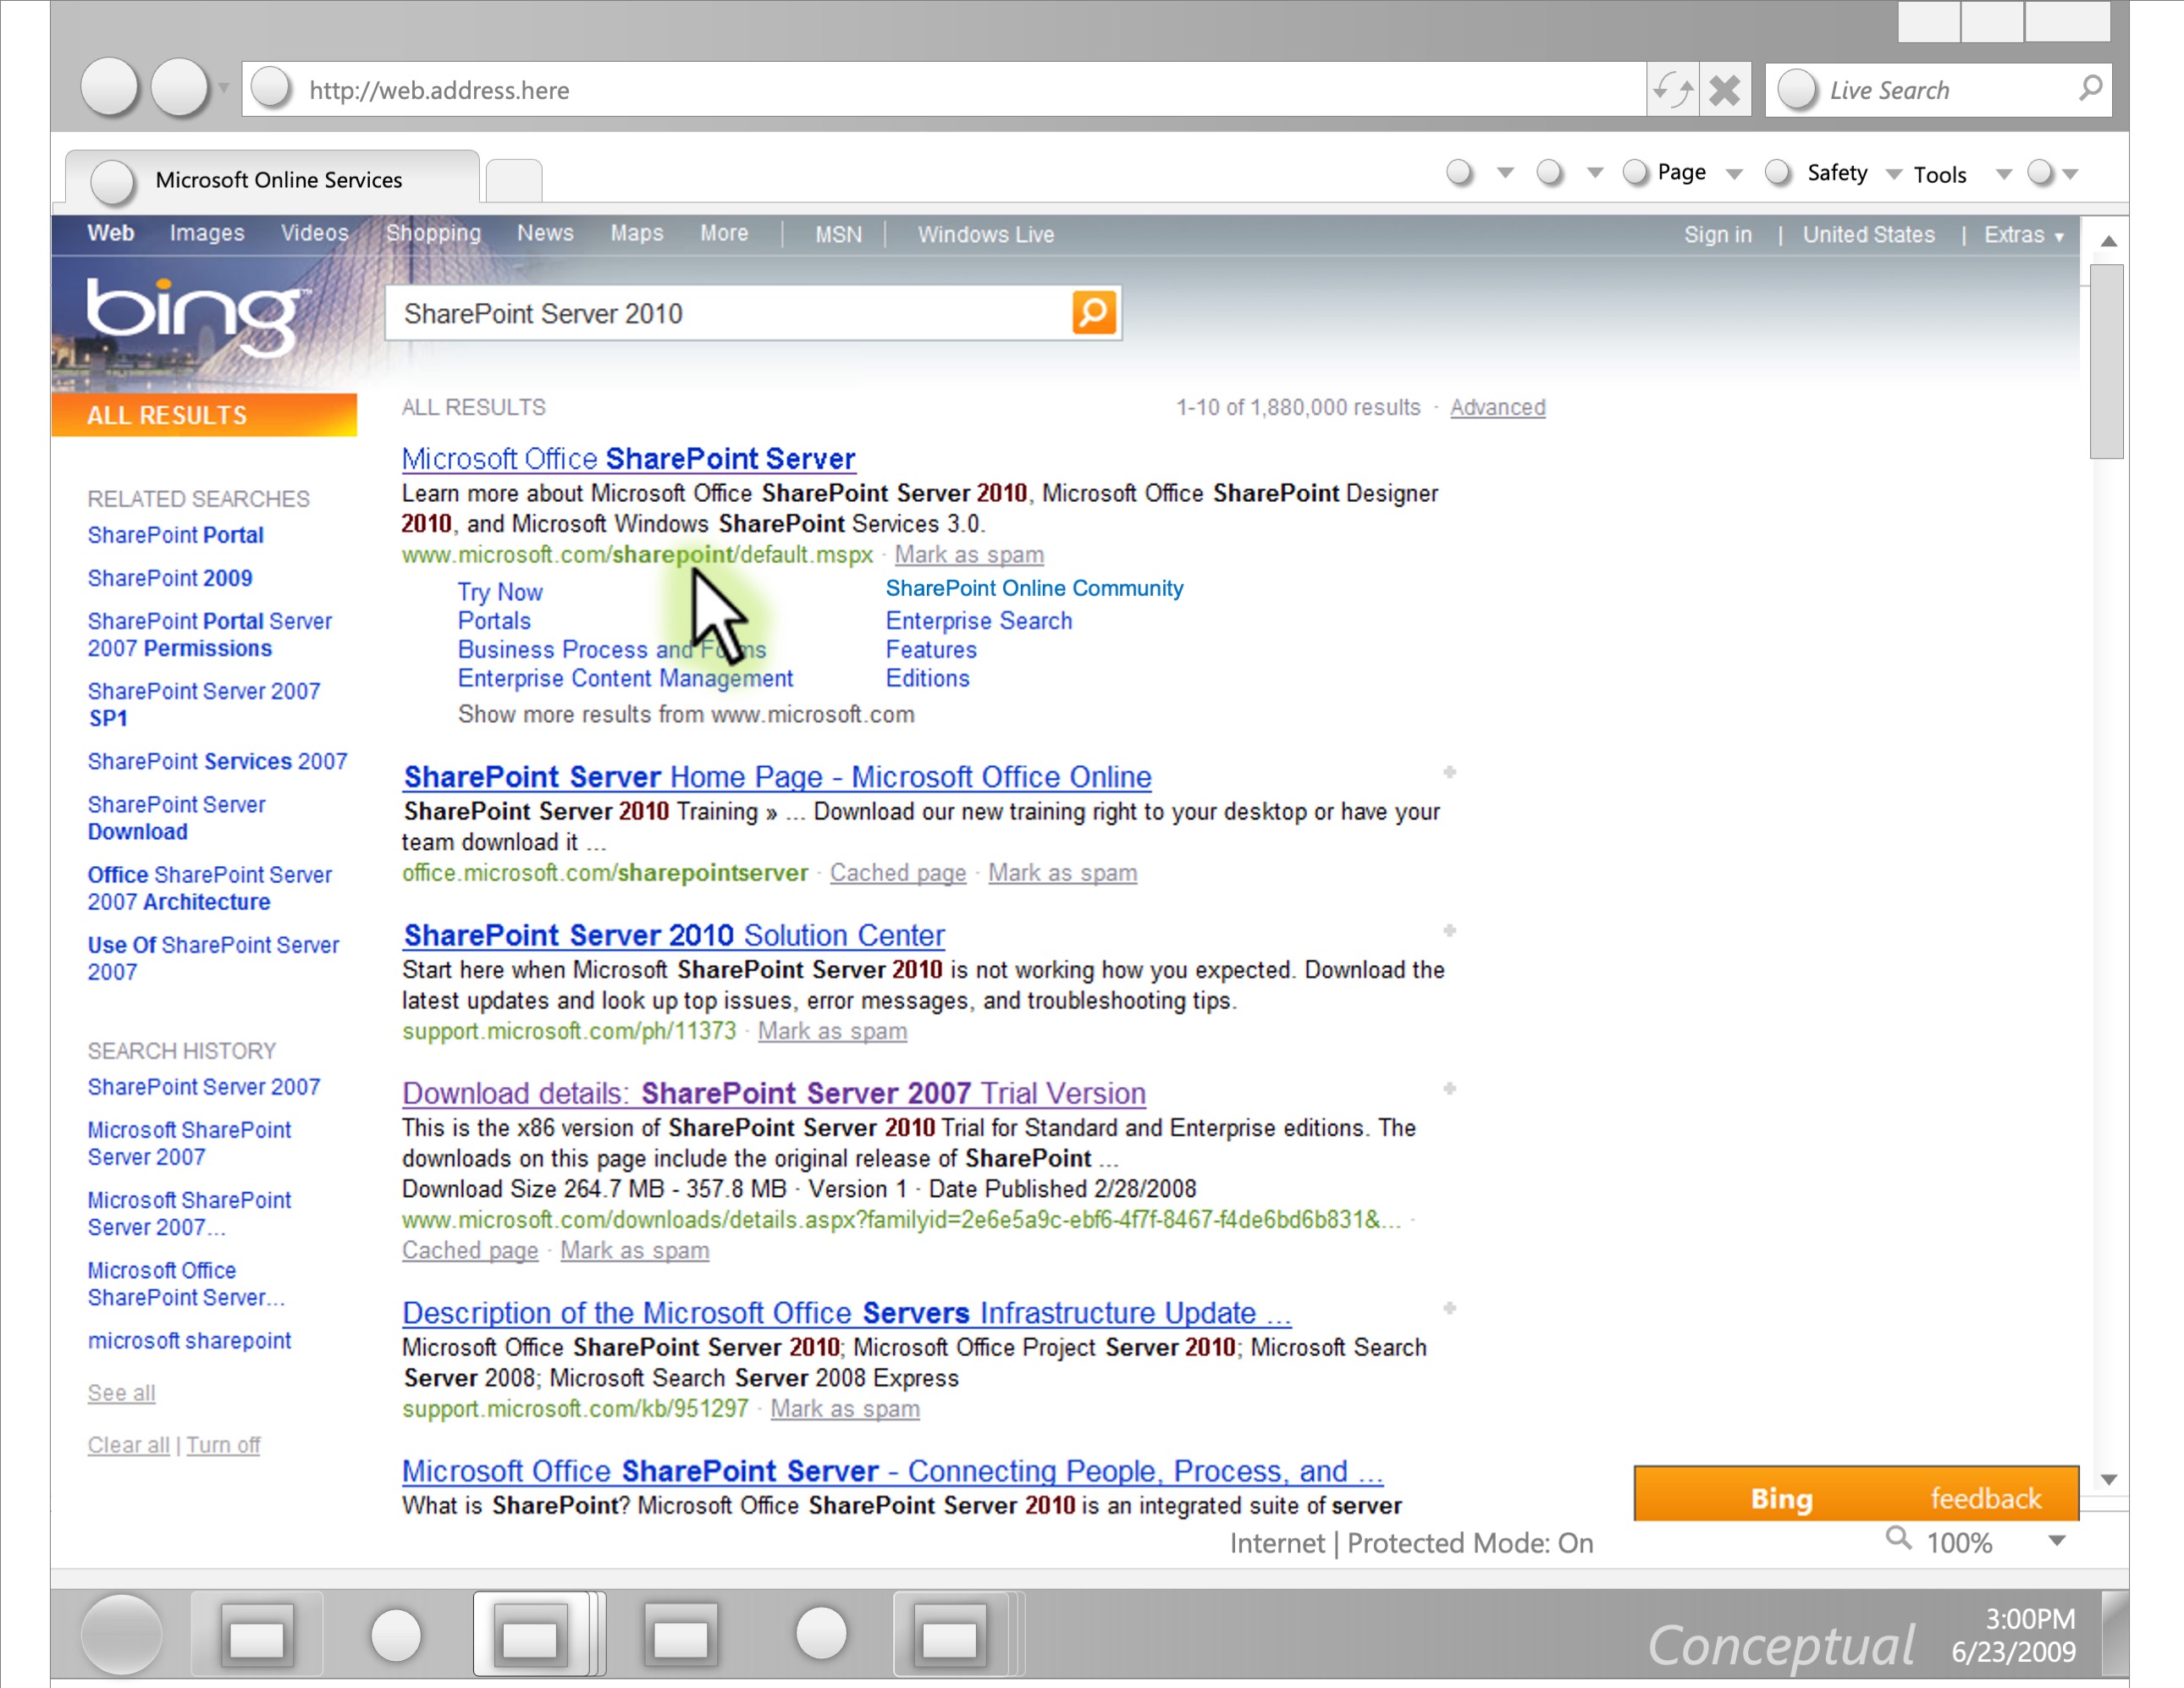 http://web.address.here
Live Search
Microsoft Online Services
Page
Safety
Tools
Web Images Videos Shopping News Maps More | MSN | Windows Live
Sign in | United States | Extras
bing™
SharePoint Server 2010
ALL RESULTS
RELATED SEARCHES
SharePoint Portal
SharePoint 2009
SharePoint Portal Server
2007 Permissions
SharePoint Server 2007
SP1
SharePoint Services 2007
SharePoint Server
Download
Office SharePoint Server
2007 Architecture
Use Of SharePoint Server
2007
SEARCH HISTORY
SharePoint Server 2007
Microsoft SharePoint
Server 2007
Microsoft SharePoint
Server 2007...
Microsoft Office
SharePoint Server...
microsoft sharepoint
See all
Clear all | Turn off
ALL RESULTS
1-10 of 1,880,000 results · Advanced
Microsoft Office SharePoint Server
Learn more about Microsoft Office SharePoint Server 2010, Microsoft Office SharePoint Designer
2010, and Microsoft Windows SharePoint Services 3.0.
www.microsoft.com/sharepoint/default.mspx · Mark as spam
Try Now
SharePoint Online Community
Portals
Enterprise Search
Business Process and Forms
Features
Enterprise Content Management
Editions
Show more results from www.microsoft.com
SharePoint Server Home Page - Microsoft Office Online
SharePoint Server 2010 Training » ... Download our new training right to your desktop or have your
team download it ...
office.microsoft.com/sharepointserver · Cached page · Mark as spam
SharePoint Server 2010 Solution Center
Start here when Microsoft SharePoint Server 2010 is not working how you expected. Download the
latest updates and look up top issues, error messages, and troubleshooting tips.
support.microsoft.com/ph/11373 · Mark as spam
Download details: SharePoint Server 2007 Trial Version
This is the x86 version of SharePoint Server 2010 Trial for Standard and Enterprise editions. The
downloads on this page include the original release of SharePoint ...
Download Size 264.7 MB - 357.8 MB · Version 1 · Date Published 2/28/2008
www.microsoft.com/downloads/details.aspx?familyid=2e6e5a9c-ebf6-4f7f-8467-f4de6bd6b831&... ·
Cached page · Mark as spam
Description of the Microsoft Office Servers Infrastructure Update ...
Microsoft Office SharePoint Server 2010; Microsoft Office Project Server 2010; Microsoft Search
Server 2008; Microsoft Search Server 2008 Express
support.microsoft.com/kb/951297 · Mark as spam
Microsoft Office SharePoint Server - Connecting People, Process, and ...
What is SharePoint? Microsoft Office SharePoint Server 2010 is an integrated suite of server
Bing feedback
Internet | Protected Mode: On
100%
Conceptual
3:00PM
6/23/2009